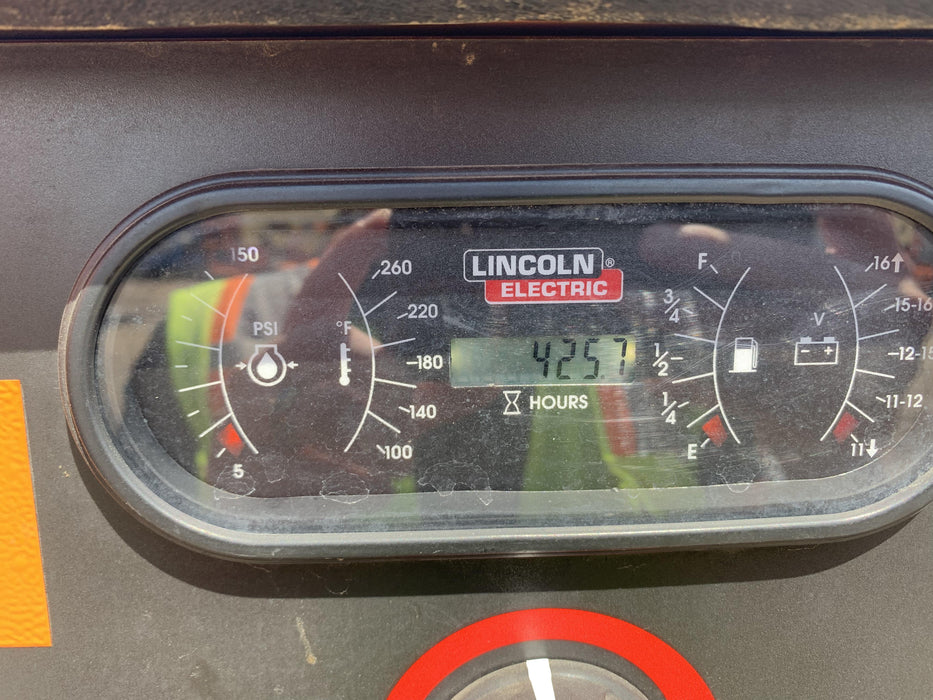 150
PSI
5
°F
260
220
180
140
100
LINCOLN®
ELECTRIC
425.7
HOURS
F
3/4
1/2
1/4
E
V
16↑
15-16
12-15
11-12
11↓